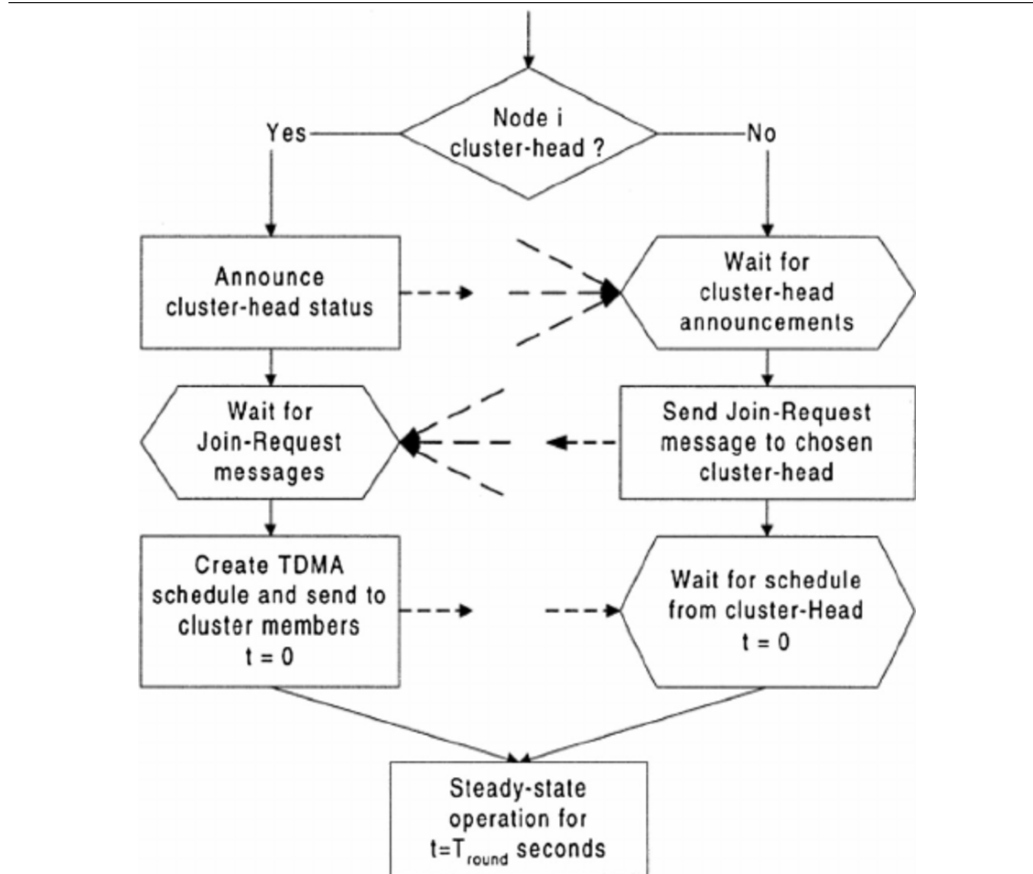 Node i
cluster-head ?
Yes
No
Announce
cluster-head status
Wait for
cluster-head
announcements
Wait for
Join-Request
messages
Send Join-Request
message to chosen
cluster-head
Create TDMA
schedule and send to
cluster members
t = 0
Wait for schedule
from cluster-Head
t = 0
Steady-state
operation for
t=Tround seconds